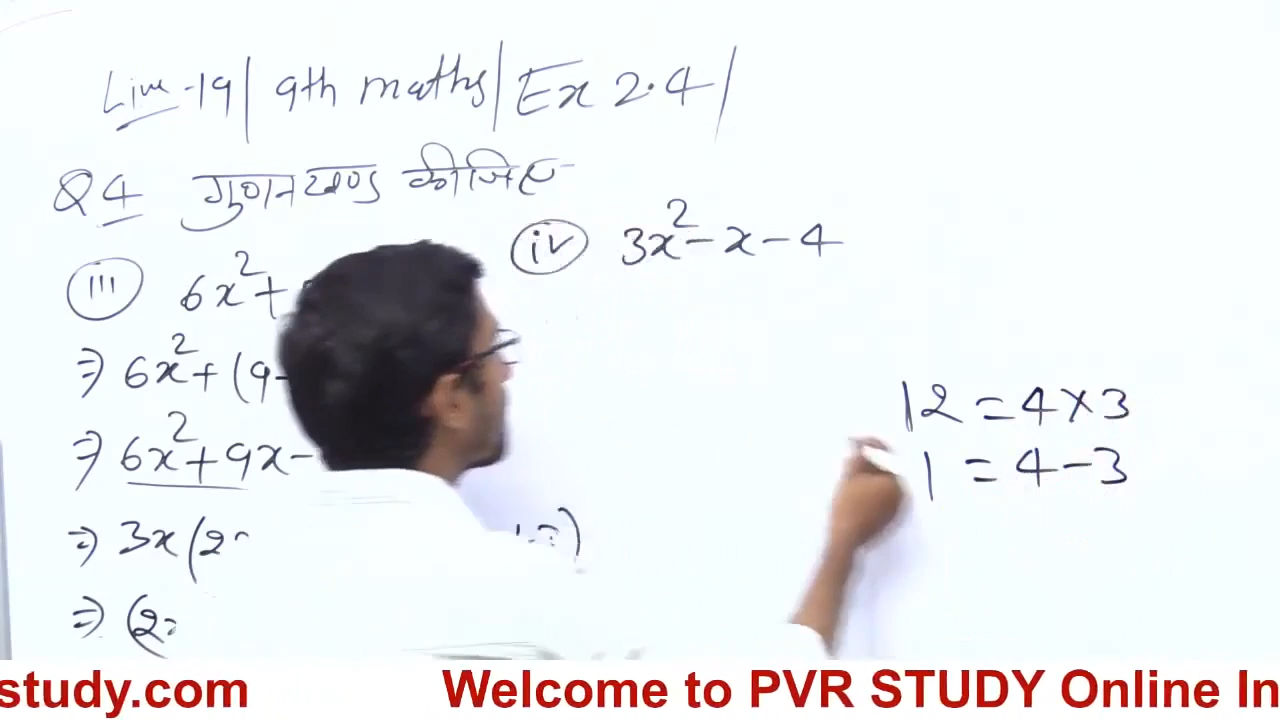 Live-19 | 9th maths | Ex 2.4 |
Q4 गुणनखण्ड कीजिए
iii 6x² +
⇒ 6x² + (9-
⇒ 6x² + 9x -
⇒ 3x (2
⇒ (2
iv 3x² - x - 4
12 = 4 × 3
1 = 4 - 3
study.com Welcome to PVR STUDY Online In